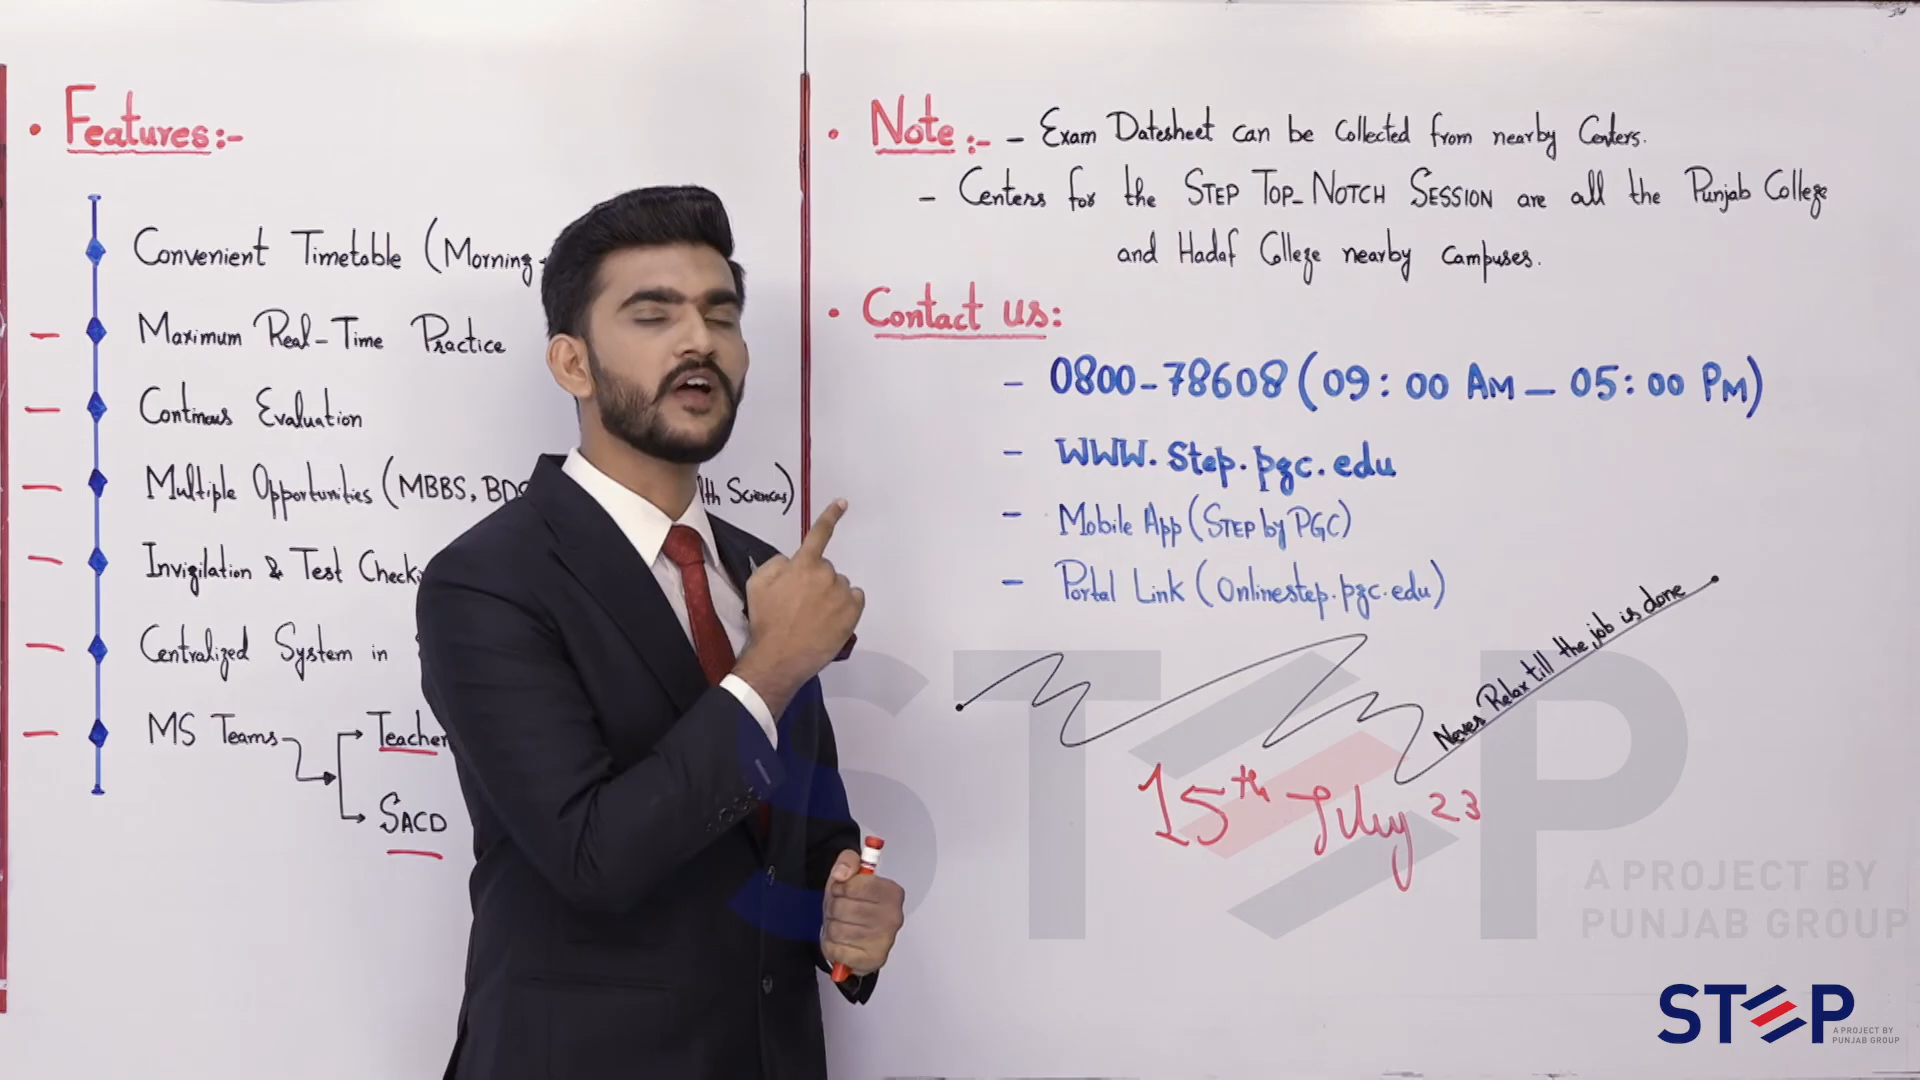 • Features:-
Convenient Timetable (Morning-
Maximum Real-Time Practice
Continous Evaluation
Multiple Opportunities (MBBS, BDS lth Sciences)
Invigilation & Test Checki
Centralized System in
MS Teams
Teacher
SACD
• Note:- - Exam Datesheet can be Collected from nearby Centers.
- Centers for the STEP TOP-NOTCH SESSION are all the Punjab College
and Hadaf College nearby Campuses.
• Contact us:
- 0800-78608 (09:00 AM - 05:00 PM)
- WWW.Step.pgc.edu
- Mobile App (STEP by PGC)
- Portal Link (Onlinestep.pgc.edu)
Never Relax till the job is done
15th July 23
STEP
A PROJECT BY
PUNJAB GROUP
STEP
A PROJECT BY
PUNJAB GROUP